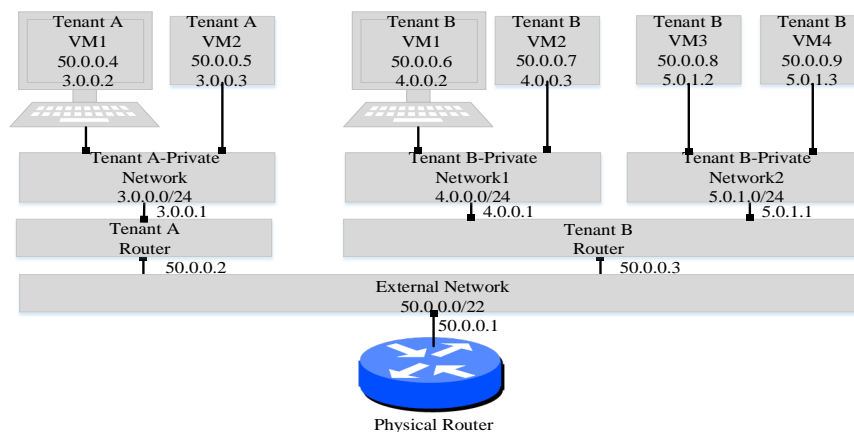 Tenant A
VM1
50.0.0.4
3.0.0.2
Tenant A
VM2
50.0.0.5
3.0.0.3
Tenant B
VM1
50.0.0.6
4.0.0.2
Tenant B
VM2
50.0.0.7
4.0.0.3
Tenant B
VM3
50.0.0.8
5.0.1.2
Tenant B
VM4
50.0.0.9
5.0.1.3
Tenant A-Private
Network
3.0.0.0/24
Tenant B-Private
Network1
4.0.0.0/24
Tenant B-Private
Network2
5.0.1.0/24
3.0.0.1
4.0.0.1
5.0.1.1
Tenant A
Router
Tenant B
Router
50.0.0.2
50.0.0.3
External Network
50.0.0.0/22
50.0.0.1
Physical Router